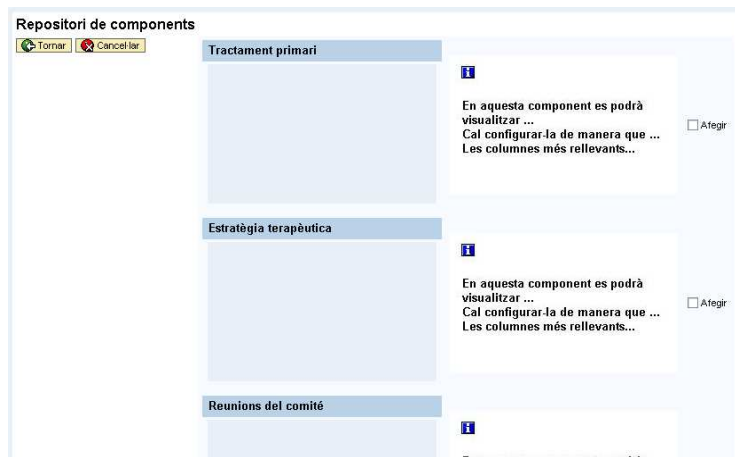 Repositori de components
Tornar Cancel·lar
Tractament primari
En aquesta component es podrà
visualitzar ...
Cal configurar-la de manera que ...
Les columnes més rellevants...
Afegir
Estratègia terapèutica
En aquesta component es podrà
visualitzar ...
Cal configurar-la de manera que ...
Les columnes més rellevants...
Afegir
Reunions del comité